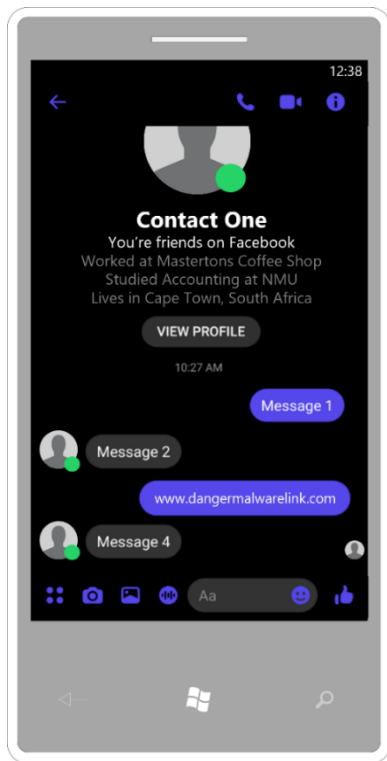 12:38
Contact One
You're friends on Facebook
Worked at Mastertons Coffee Shop
Studied Accounting at NMU
Lives in Cape Town, South Africa
VIEW PROFILE
10:27 AM
Message 1
Message 2
www.dangermalwarelink.com
Message 4
Aa